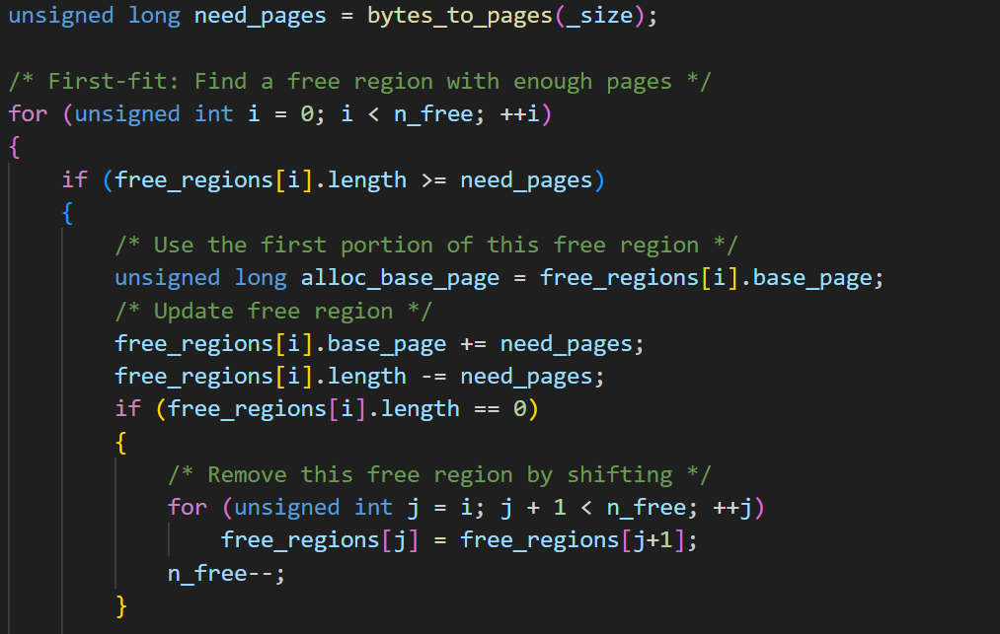 unsigned long need_pages = bytes_to_pages(_size);
/* First-fit: Find a free region with enough pages */
for (unsigned int i = 0; i < n_free; ++i)
{
if (free_regions[i].length >= need_pages)
{
/* Use the first portion of this free region */
unsigned long alloc_base_page = free_regions[i].base_page;
/* Update free region */
free_regions[i].base_page += need_pages;
free_regions[i].length -= need_pages;
if (free_regions[i].length == 0)
{
/* Remove this free region by shifting */
for (unsigned int j = i; j + 1 < n_free; ++j)
free_regions[j] = free_regions[j+1];
n_free--;
}